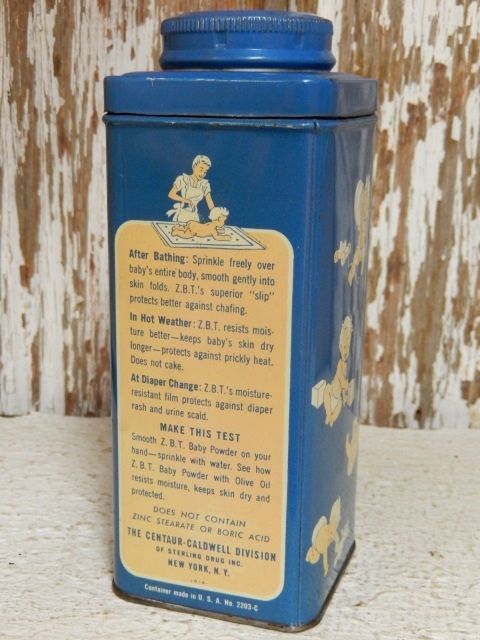 After Bathing: Sprinkle freely over
baby's entire body, smooth gently into
skin folds. Z.B.T.'s superior "slip"
protects better against chafing.
In Hot Weather: Z.B.T. resists mois-
ture better—keeps baby's skin dry
longer—protects against prickly heat.
Does not cake.
At Diaper Change: Z.B.T.'s moisture-
resistant film protects against diaper
rash and urine scald.
MAKE THIS TEST
Smooth Z.B.T. Baby Powder on your
hand—sprinkle with water. See how
Z.B.T. Baby Powder with Olive Oil
resists moisture, keeps skin dry and
protected.
DOES NOT CONTAIN
ZINC STEARATE OR BORIC ACID
THE CENTAUR-CALDWELL DIVISION
OF STERLING DRUG INC.
NEW YORK, N.Y.
Container made in U. S. A. No. 2203-C